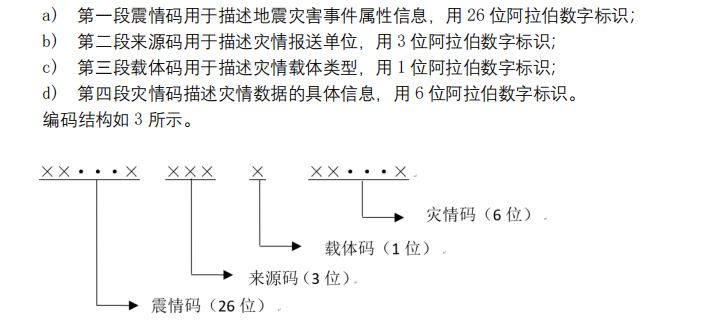 a） 第一段震情码用于描述地震灾害事件属性信息，用 26 位阿拉伯数字标识；
b） 第二段来源码用于描述灾情报送单位，用 3 位阿拉伯数字标识；
c） 第三段载体码用于描述灾情载体类型，用 1 位阿拉伯数字标识；
d） 第四段灾情码描述灾情数据的具体信息，用 6 位阿拉伯数字标识。
编码结构如 3 所示。
××···× ××× × ××···×
灾情码（6 位）
载体码（1 位）
来源码（3 位）
震情码（26 位）